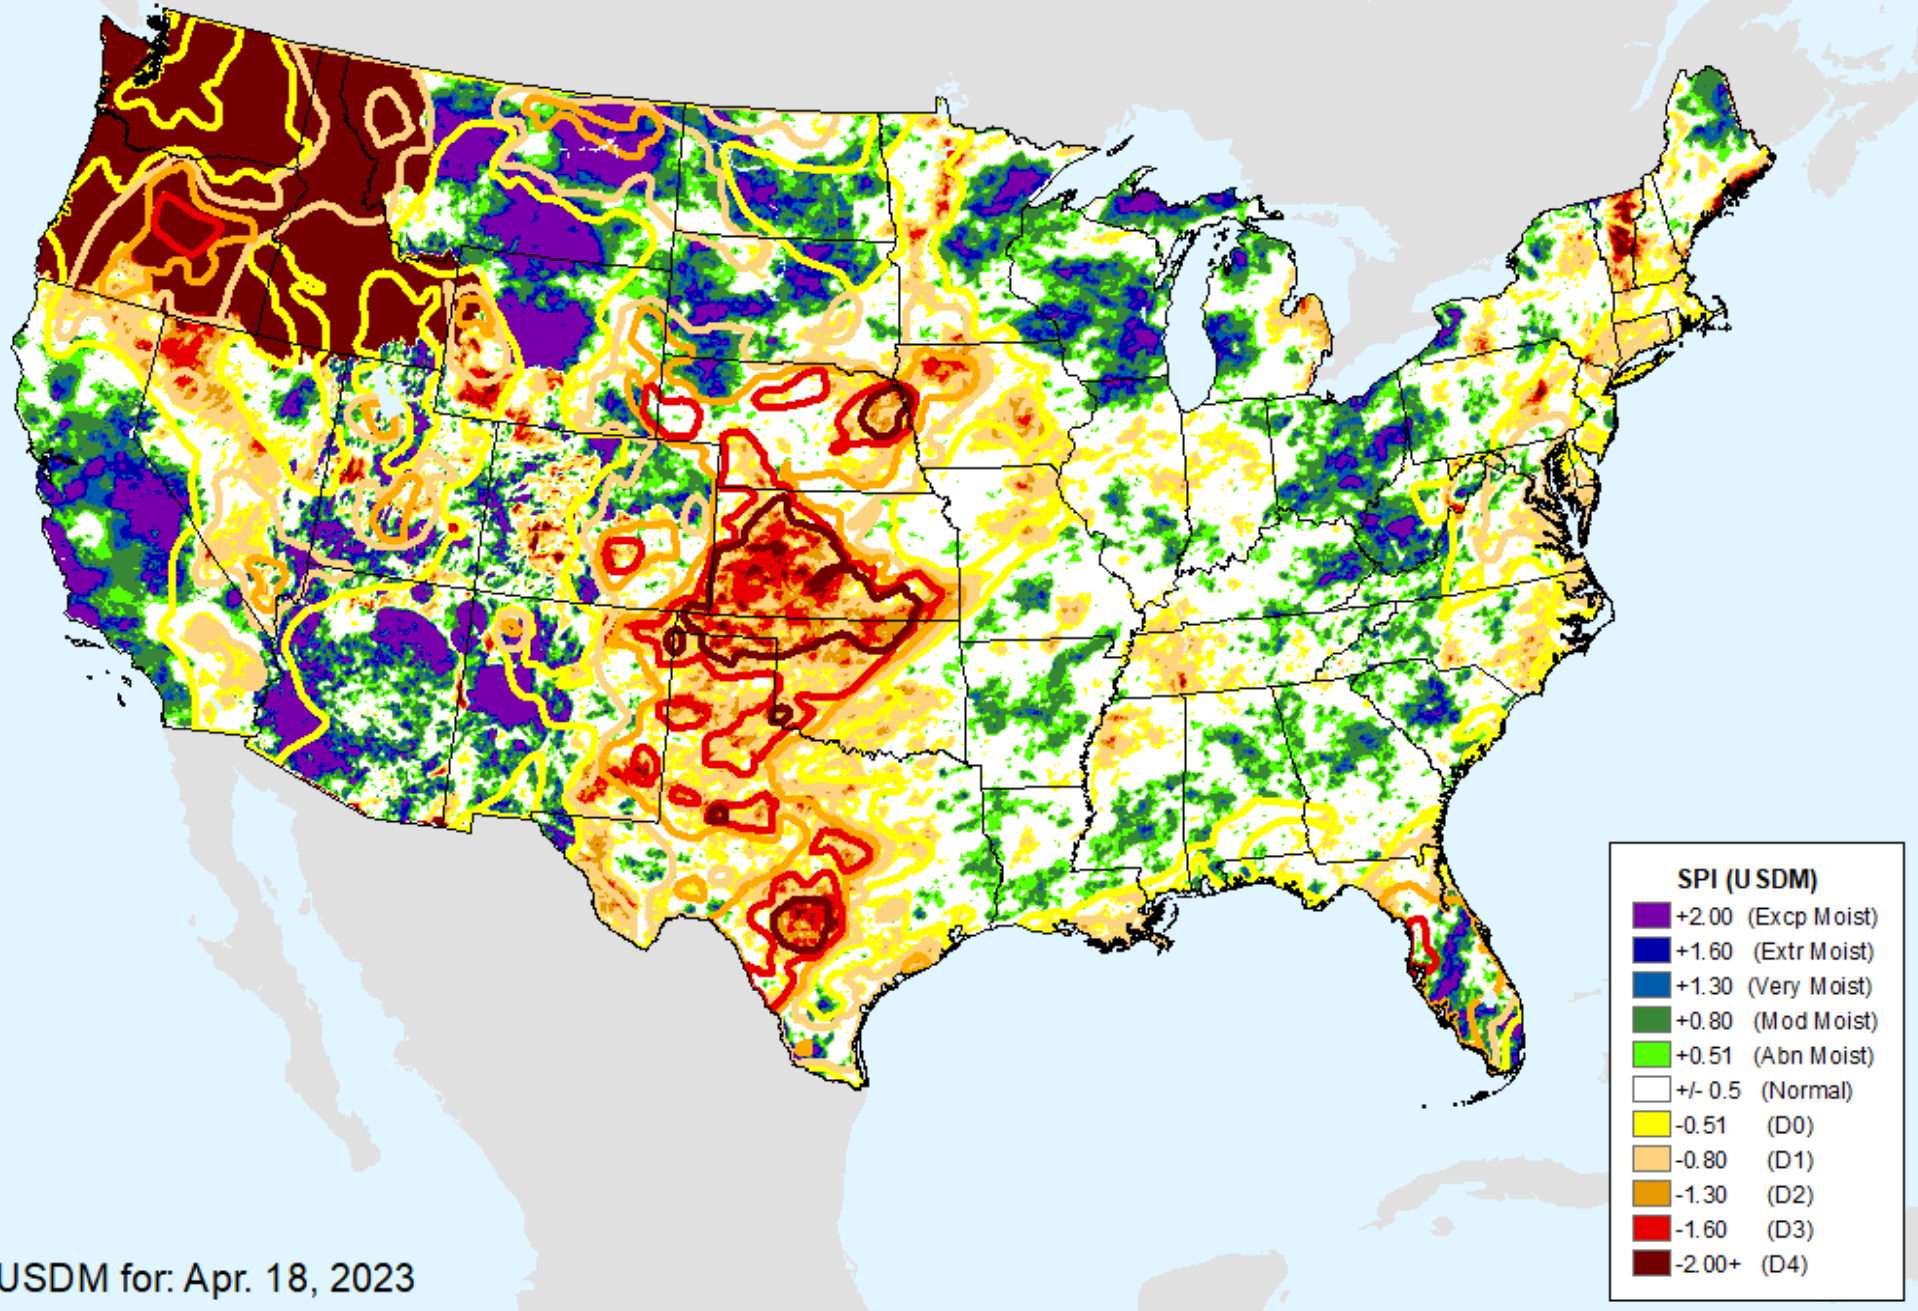 SPI (USDM)
+2.00 (Excp Moist)
+1.60 (Extr Moist)
+1.30 (Very Moist)
+0.80 (Mod Moist)
+0.51 (Abn Moist)
+/- 0.5 (Normal)
-0.51 (D0)
-0.80 (D1)
-1.30 (D2)
-1.60 (D3)
-2.00+ (D4)
USDM for: Apr. 18, 2023